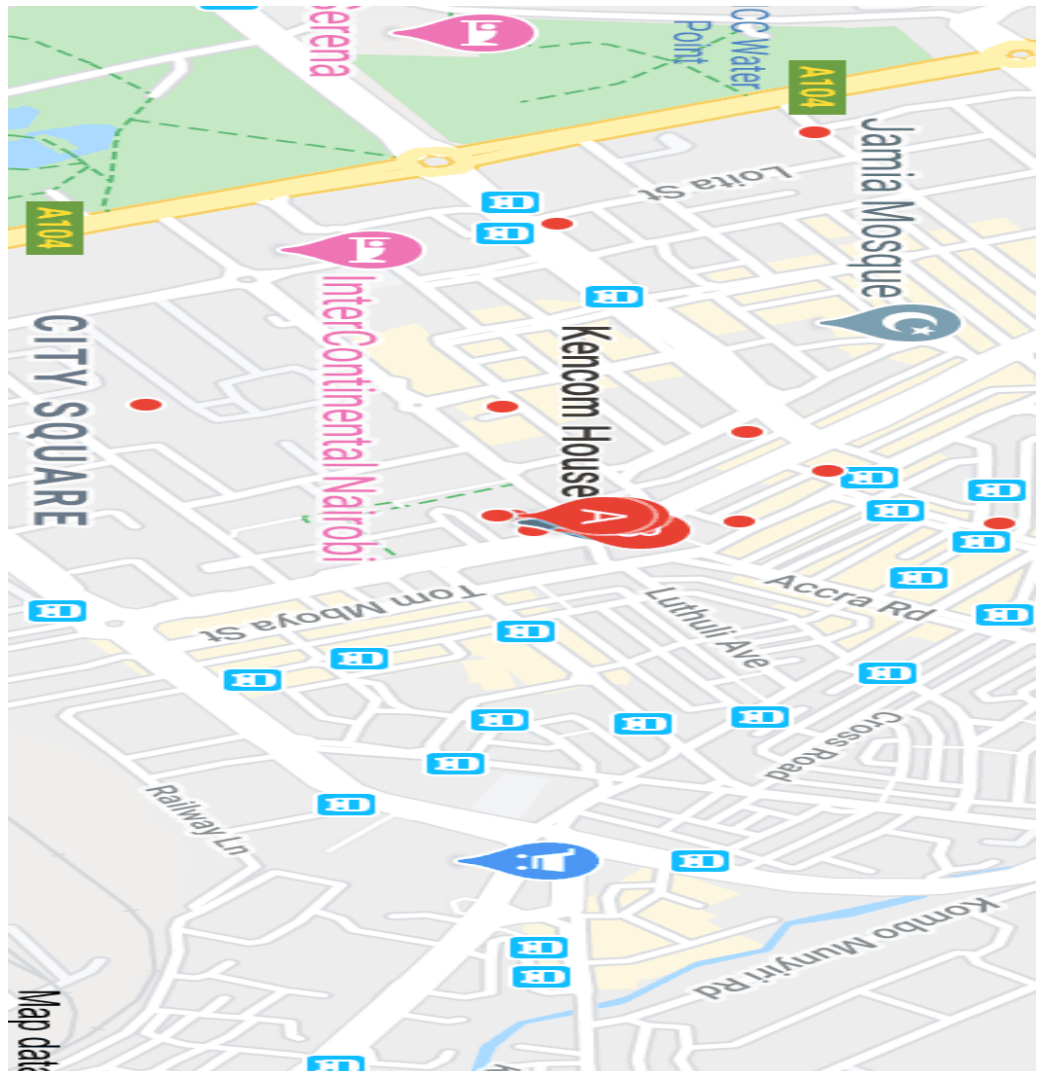 Jamia Mosque
A104
ICC Water
Point
Accra Rd
Kombo Munyiri Rd
Cross Road
Loita St
Luthuli Ave
Kencom House
A
Serena
InterContinental Nairobi
Tom Mboya St
Railway Ln
A104
CITY SQUARE
Map data